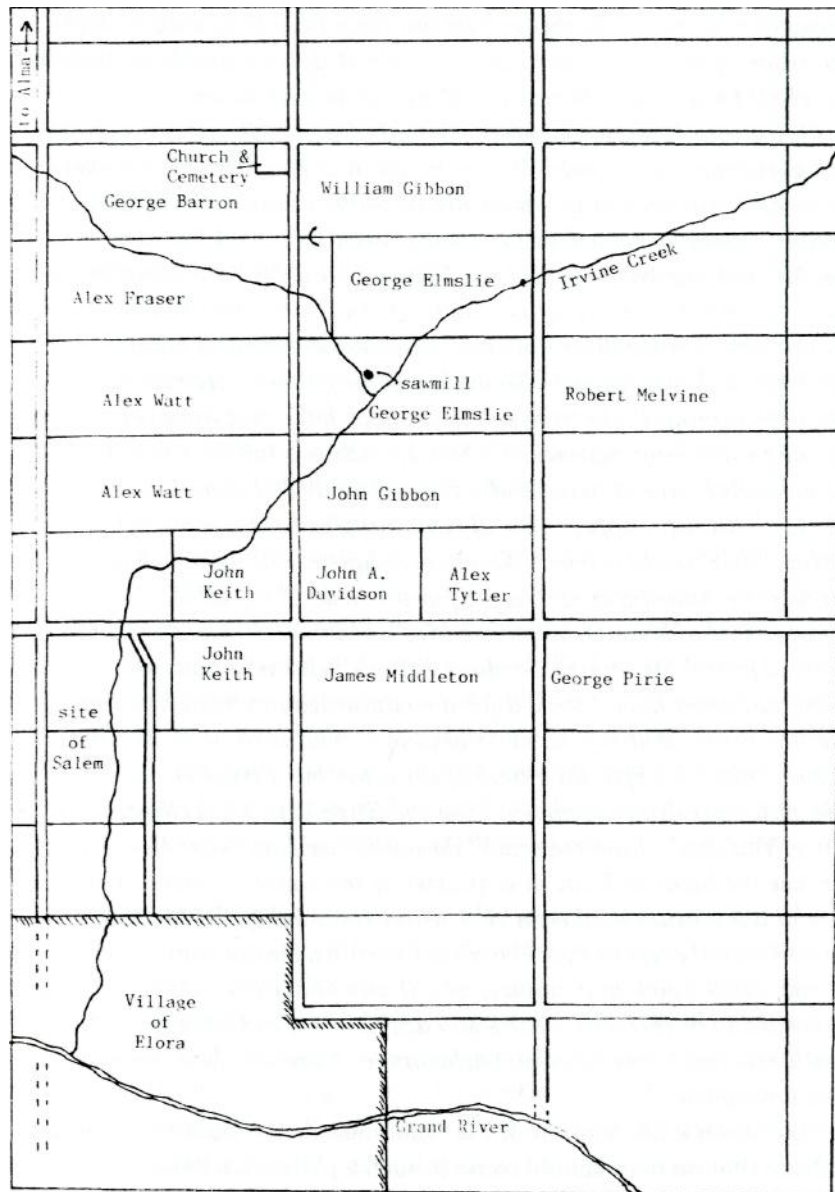 to Alma
Church &
Cemetery
George Barron
William Gibbon
George Elmslie
Irvine Creek
Alex Fraser
sawmill
Alex Watt
George Elmslie
Robert Melvine
Alex Watt
John Gibbon
John
Keith
John A.
Davidson
Alex
Tytler
John
Keith
James Middleton
George Pirie
site
of
Salem
Village
of
Elora
Grand River